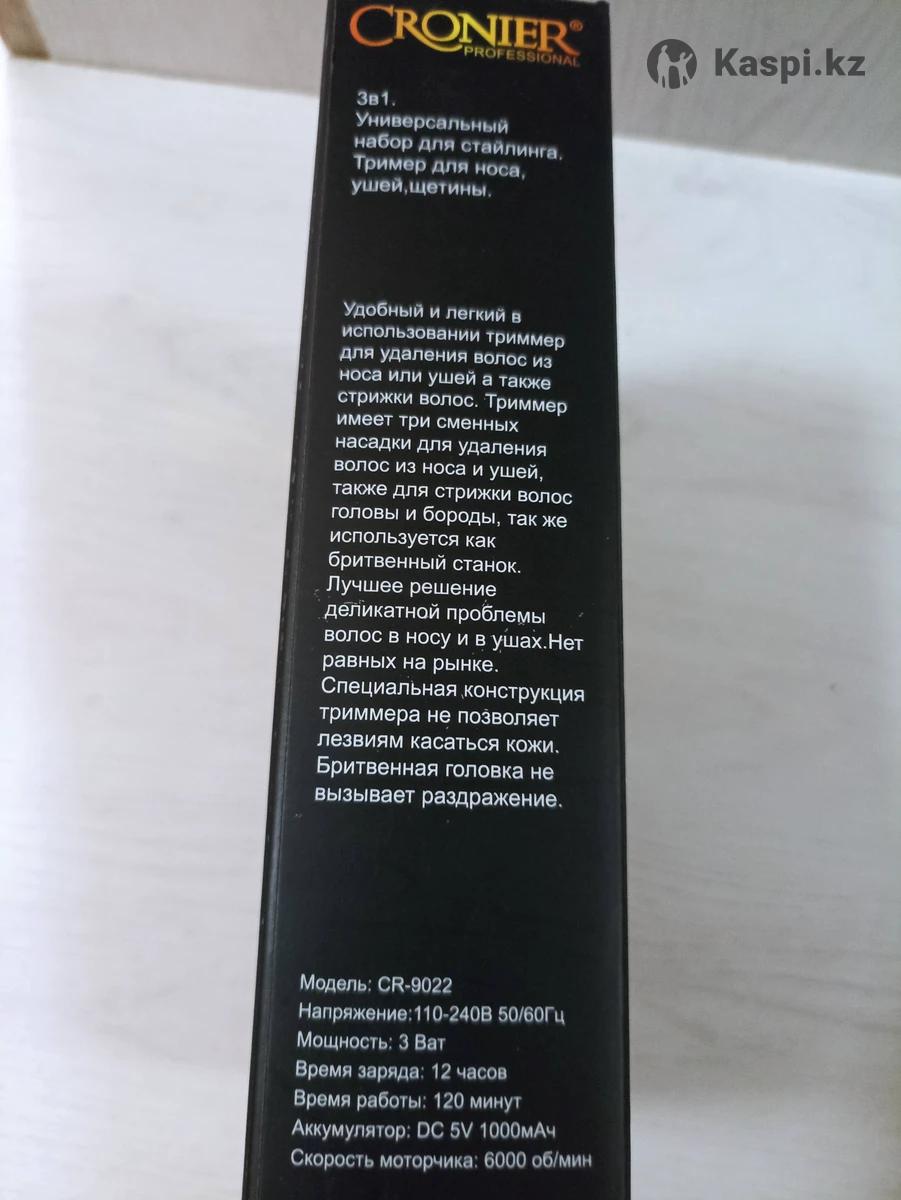 CRONIER®
PROFESSIONAL
Kaspi.kz
3в1.
Универсальный
набор для стайлинга.
Тример для носа,
ушей,щетины.
Удобный и легкий в
использовании триммер
для удаления волос из
носа или ушей а также
стрижки волос. Триммер
имеет три сменных
насадки для удаления
волос из носа и ушей,
также для стрижки волос
головы и бороды, так же
используется как
бритвенный станок.
Лучшее решение
деликатной проблемы
волос в носу и в ушах.Нет
равных на рынке.
Специальная конструкция
триммера не позволяет
лезвиям касаться кожи.
Бритвенная головка не
вызывает раздражение.
Модель: CR-9022
Напряжение:110-240В 50/60Гц
Мощность: 3 Ват
Время заряда: 12 часов
Время работы: 120 минут
Аккумулятор: DC 5V 1000мАч
Скорость моторчика: 6000 об/мин